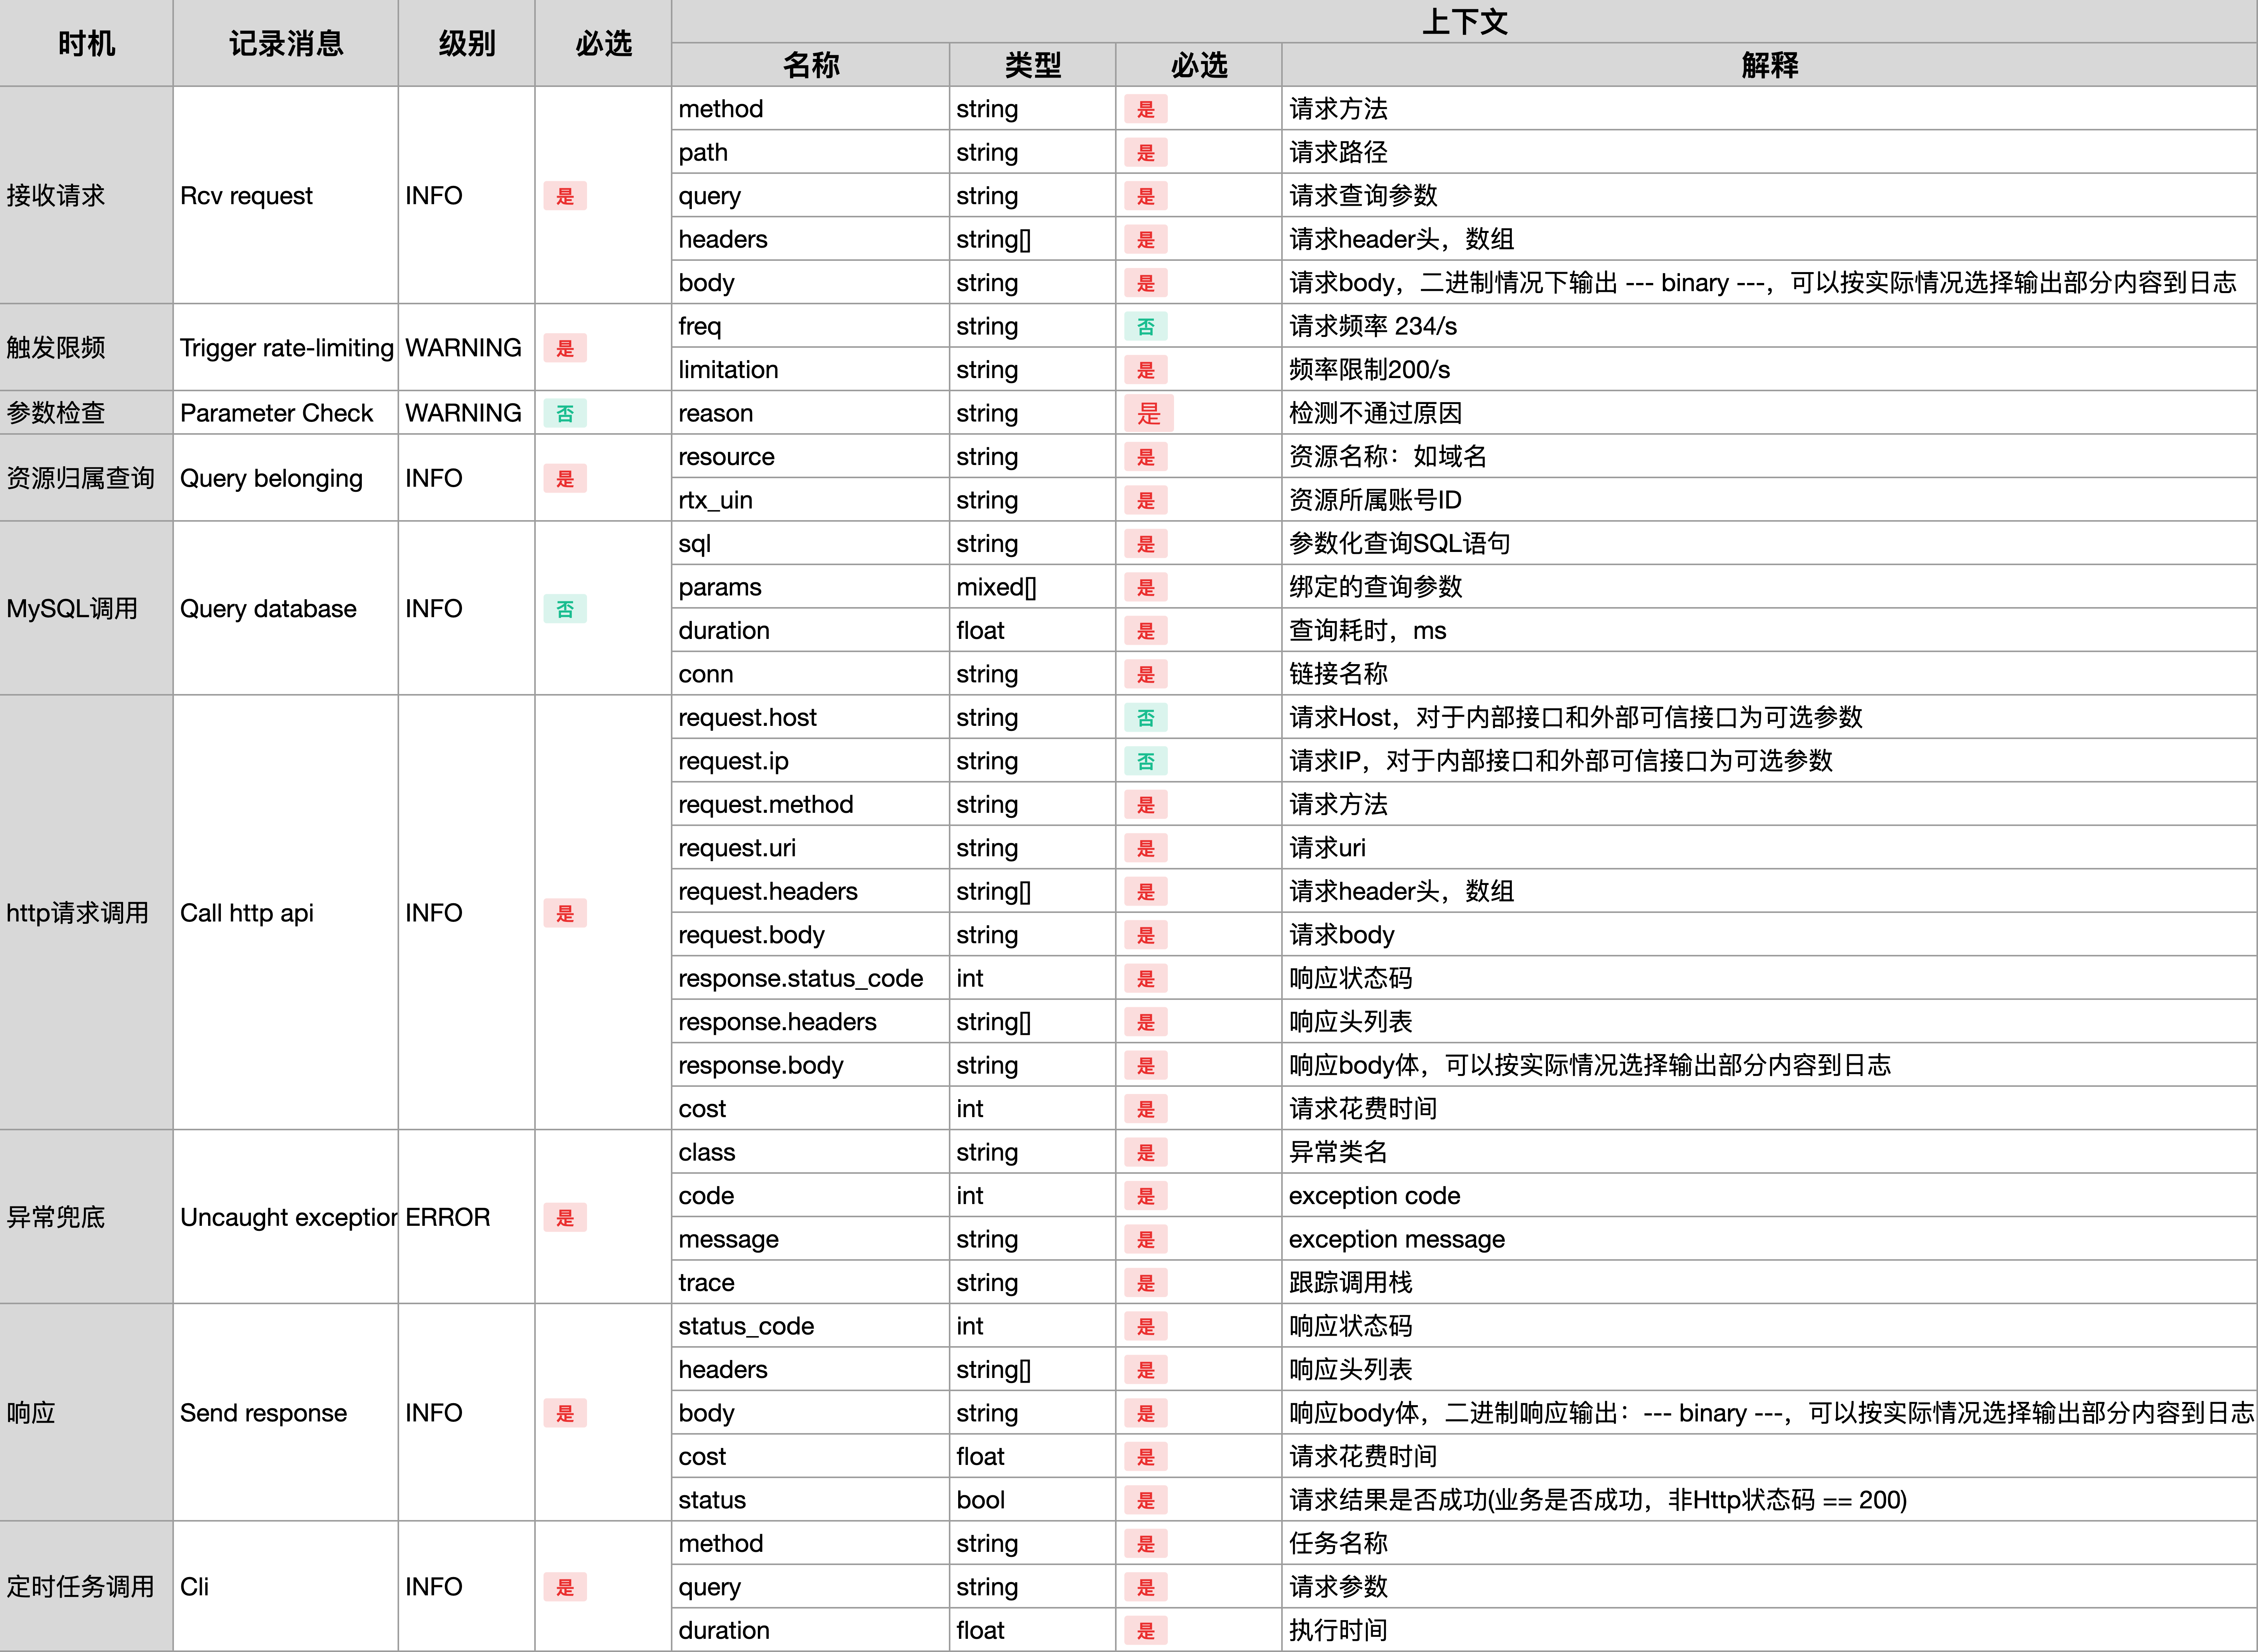 时机 记录消息 级别 必选 上下文
名称 类型 必选 解释
接收请求 Rcv request INFO 是 method string 是 请求方法
path string 是 请求路径
query string 是 请求查询参数
headers string[] 是 请求header头，数组
body string 是 请求body，二进制情况下输出 --- binary ---，可以按实际情况选择输出部分内容到日志
触发限频 Trigger rate-limiting WARNING 是 freq string 否 请求频率 234/s
limitation string 是 频率限制200/s
参数检查 Parameter Check WARNING 否 reason string 是 检测不通过原因
资源归属查询 Query belonging INFO 是 resource string 是 资源名称：如域名
rtx_uin string 是 资源所属账号ID
MySQL调用 Query database INFO 否 sql string 是 参数化查询SQL语句
params mixed[] 是 绑定的查询参数
duration float 是 查询耗时，ms
conn string 是 链接名称
http请求调用 Call http api INFO 是 request.host string 否 请求Host，对于内部接口和外部可信接口为可选参数
request.ip string 否 请求IP，对于内部接口和外部可信接口为可选参数
request.method string 是 请求方法
request.uri string 是 请求uri
request.headers string[] 是 请求header头，数组
request.body string 是 请求body
response.status_code int 是 响应状态码
response.headers string[] 是 响应头列表
response.body string 是 响应body体，可以按实际情况选择输出部分内容到日志
cost int 是 请求花费时间
异常兜底 Uncaught exception ERROR 是 class string 是 异常类名
code int 是 exception code
message string 是 exception message
trace string 是 跟踪调用栈
响应 Send response INFO 是 status_code int 是 响应状态码
headers string[] 是 响应头列表
body string 是 响应body体，二进制响应输出：--- binary ---，可以按实际情况选择输出部分内容到日志
cost float 是 请求花费时间
status bool 是 请求结果是否成功(业务是否成功，非Http状态码 == 200)
定时任务调用 Cli INFO 是 method string 是 任务名称
query string 是 请求参数
duration float 是 执行时间